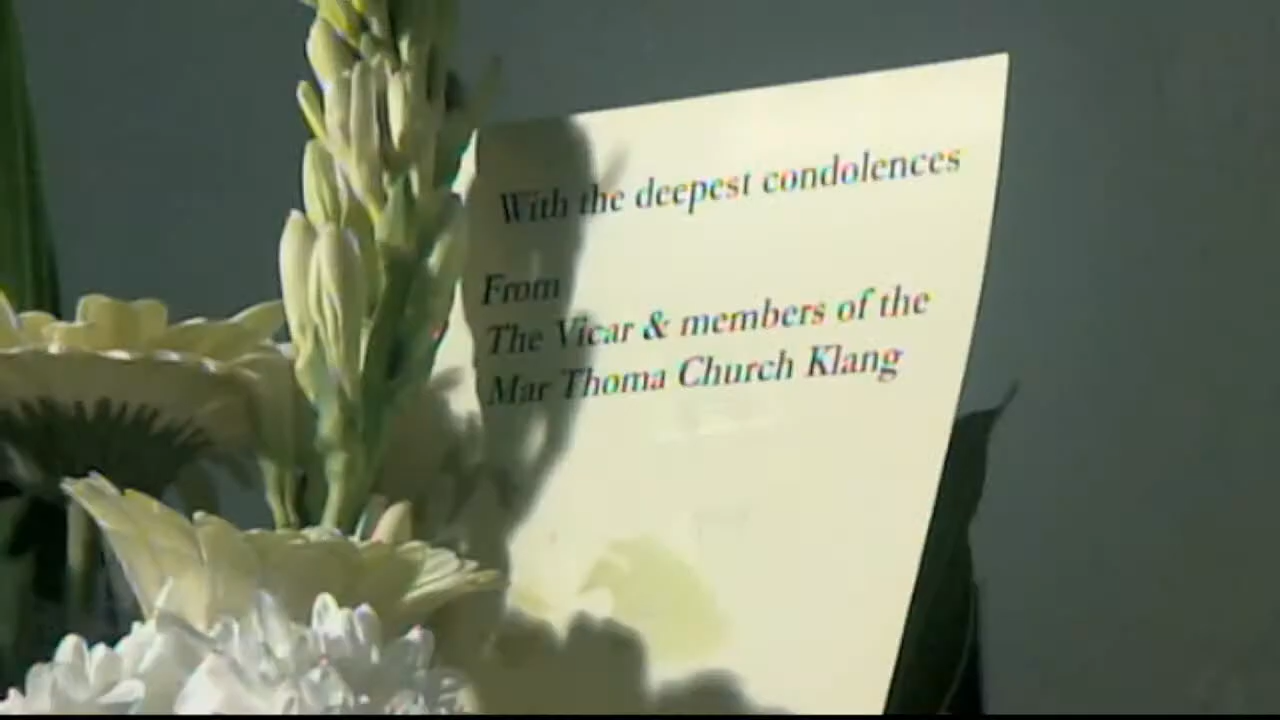 With the deepest condolences
From
The Vicar & members of the
Mar Thoma Church Klang